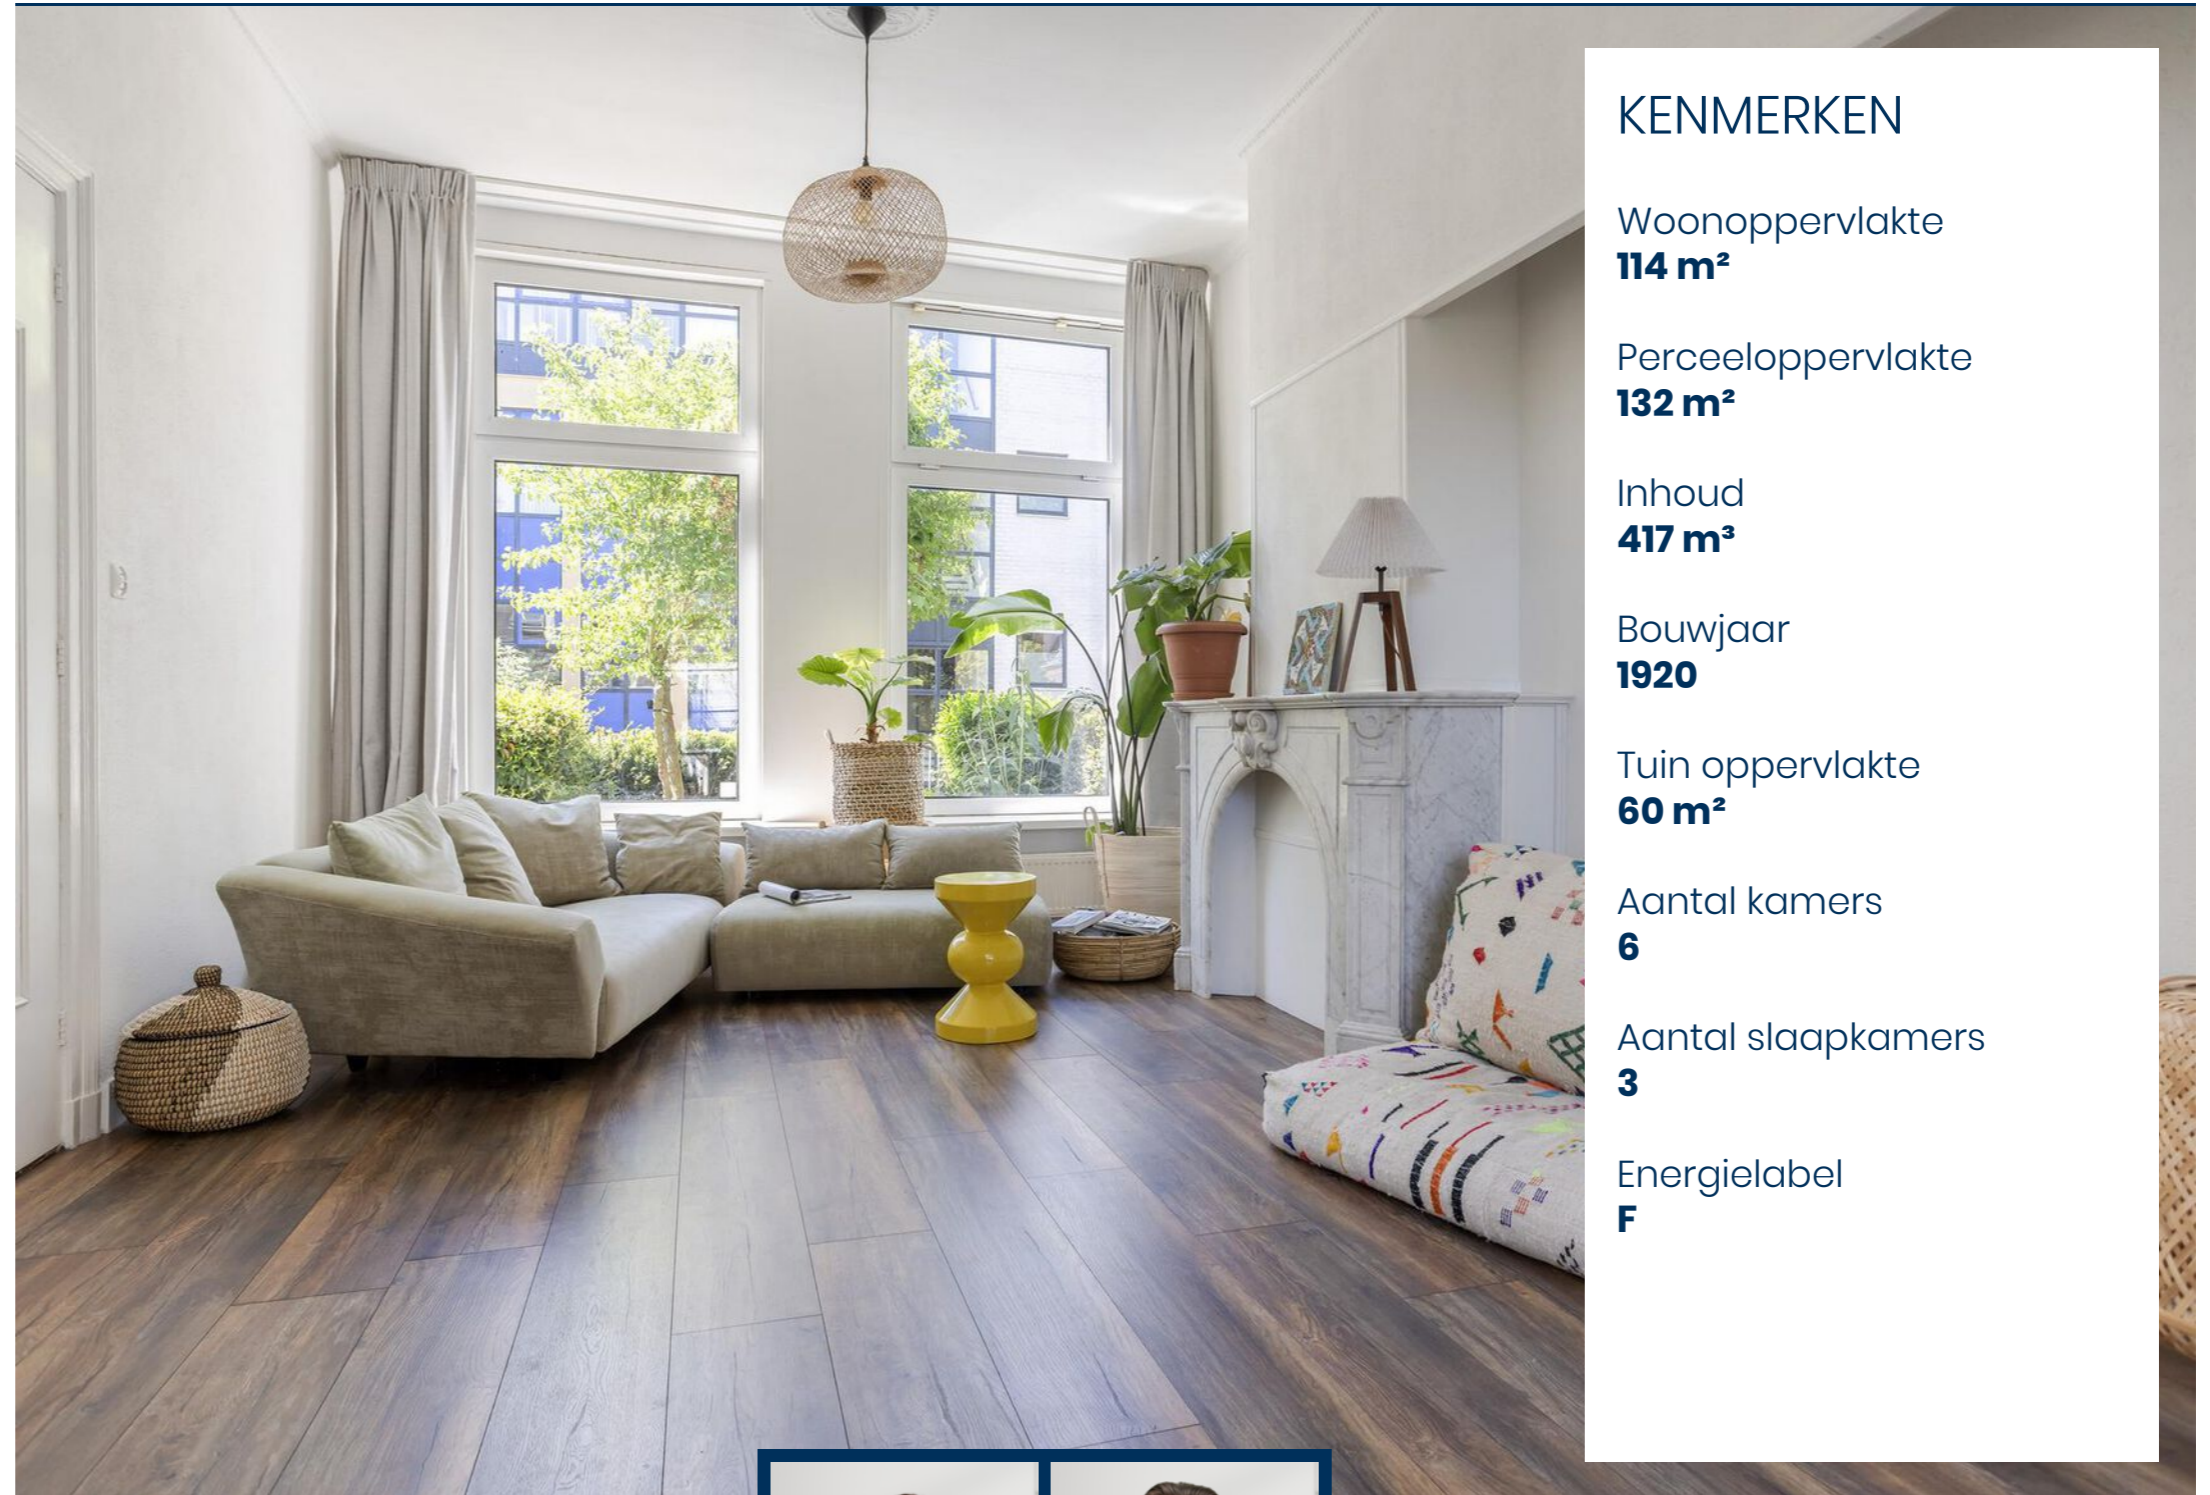 KENMERKEN
Woonoppervlakte
114 m²
Perceeloppervlakte
132 m²
Inhoud
417 m³
Bouwjaar
1920
Tuin oppervlakte
60 m²
Aantal kamers
6
Aantal slaapkamers
3
Energielabel
F